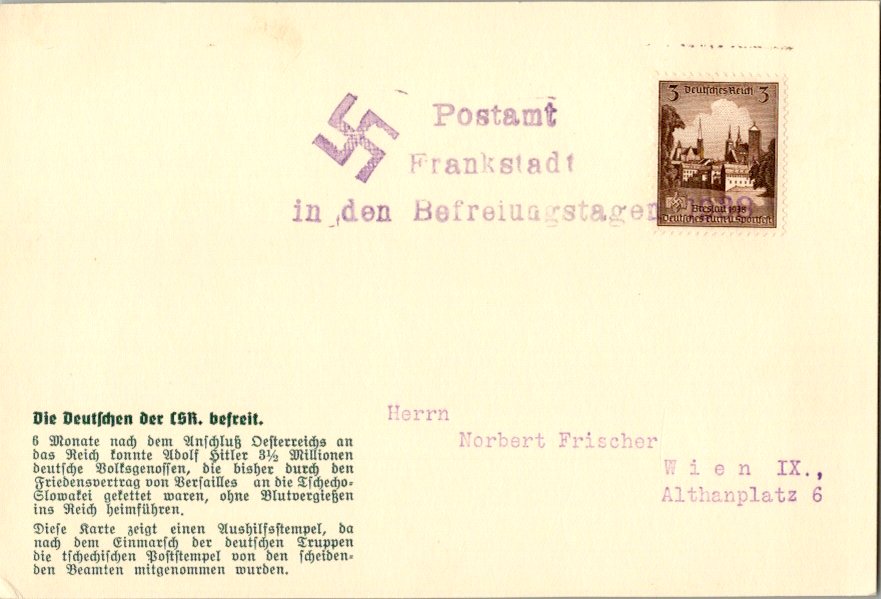 Postamt
Frankstadt
in den Befreiungstagen 1938
3 Deutsches Reich 3
Breslau 1938
Deutsches Turn u Sportfest
Die Deutschen der CSR. befreit.
6 Monate nach dem Anschluß Oesterreichs an
das Reich konnte Adolf Hitler 3½ Millionen
deutsche Volksgenossen, die bisher durch den
Friedensvertrag von Versailles an die Tschecho-
Slowakei gekettet waren, ohne Blutvergießen
ins Reich heimführen.
Diese Karte zeigt einen Aushilfsstempel, da
nach dem Einmarsch der deutschen Truppen
die tschechischen Poststempel von den scheiden-
den Beamten mitgenommen wurden.
Herrn
Norbert Frischer
Wien IX.,
Althanplatz 6